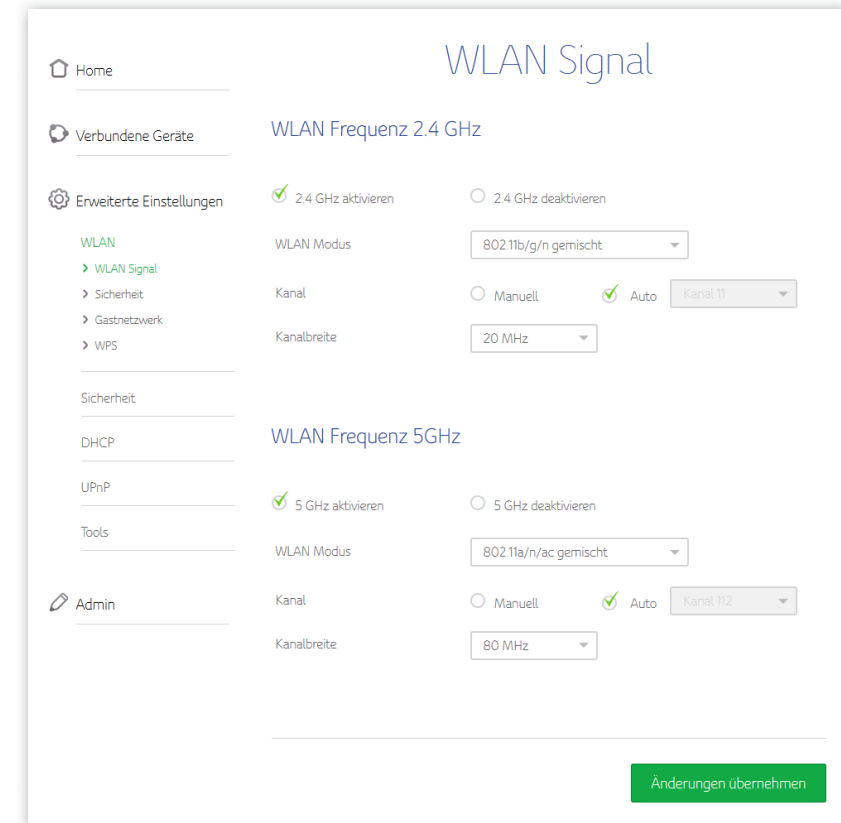 WLAN Signal
Home
Verbundene Geräte
Erweiterte Einstellungen
WLAN
WLAN Signal
Sicherheit
Gastnetzwerk
WPS
Sicherheit
DHCP
UPnP
Tools
Admin
WLAN Frequenz 2.4 GHz
2.4 GHz aktivieren 2.4 GHz deaktivieren
WLAN Modus 802.11b/g/n gemischt
Kanal Manuell Auto Kanal 11
Kanalbreite 20 MHz
WLAN Frequenz 5GHz
5 GHz aktivieren 5 GHz deaktivieren
WLAN Modus 802.11a/n/ac gemischt
Kanal Manuell Auto Kanal 112
Kanalbreite 80 MHz
Änderungen übernehmen